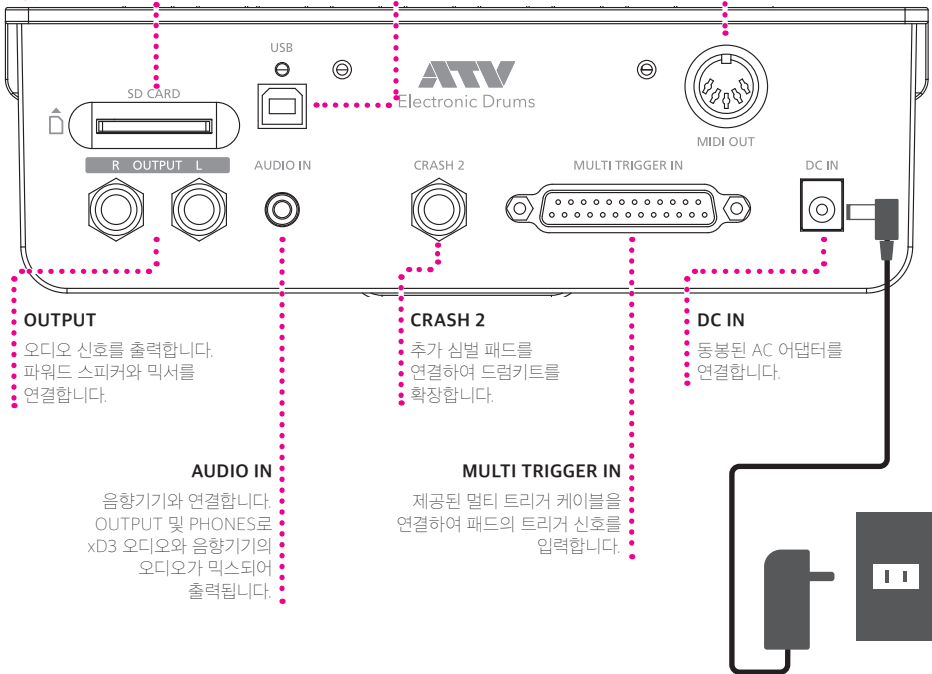 USB
SD CARD
ATV
Electronic Drums
MIDI OUT
R OUTPUT L
AUDIO IN
CRASH 2
MULTI TRIGGER IN
DC IN
OUTPUT
오디오 신호를 출력합니다.
파워드 스피커와 믹서를
연결합니다.
CRASH 2
추가 심벌 패드를
연결하여 드럼키트를
확장합니다.
DC IN
동봉된 AC 어댑터를
연결합니다.
AUDIO IN
음향기기와 연결합니다.
OUTPUT 및 PHONES로
xD3 오디오와 음향기기의
오디오가 믹스되어
출력됩니다.
MULTI TRIGGER IN
제공된 멀티 트리거 케이블을
연결하여 패드의 트리거 신호를
입력합니다.